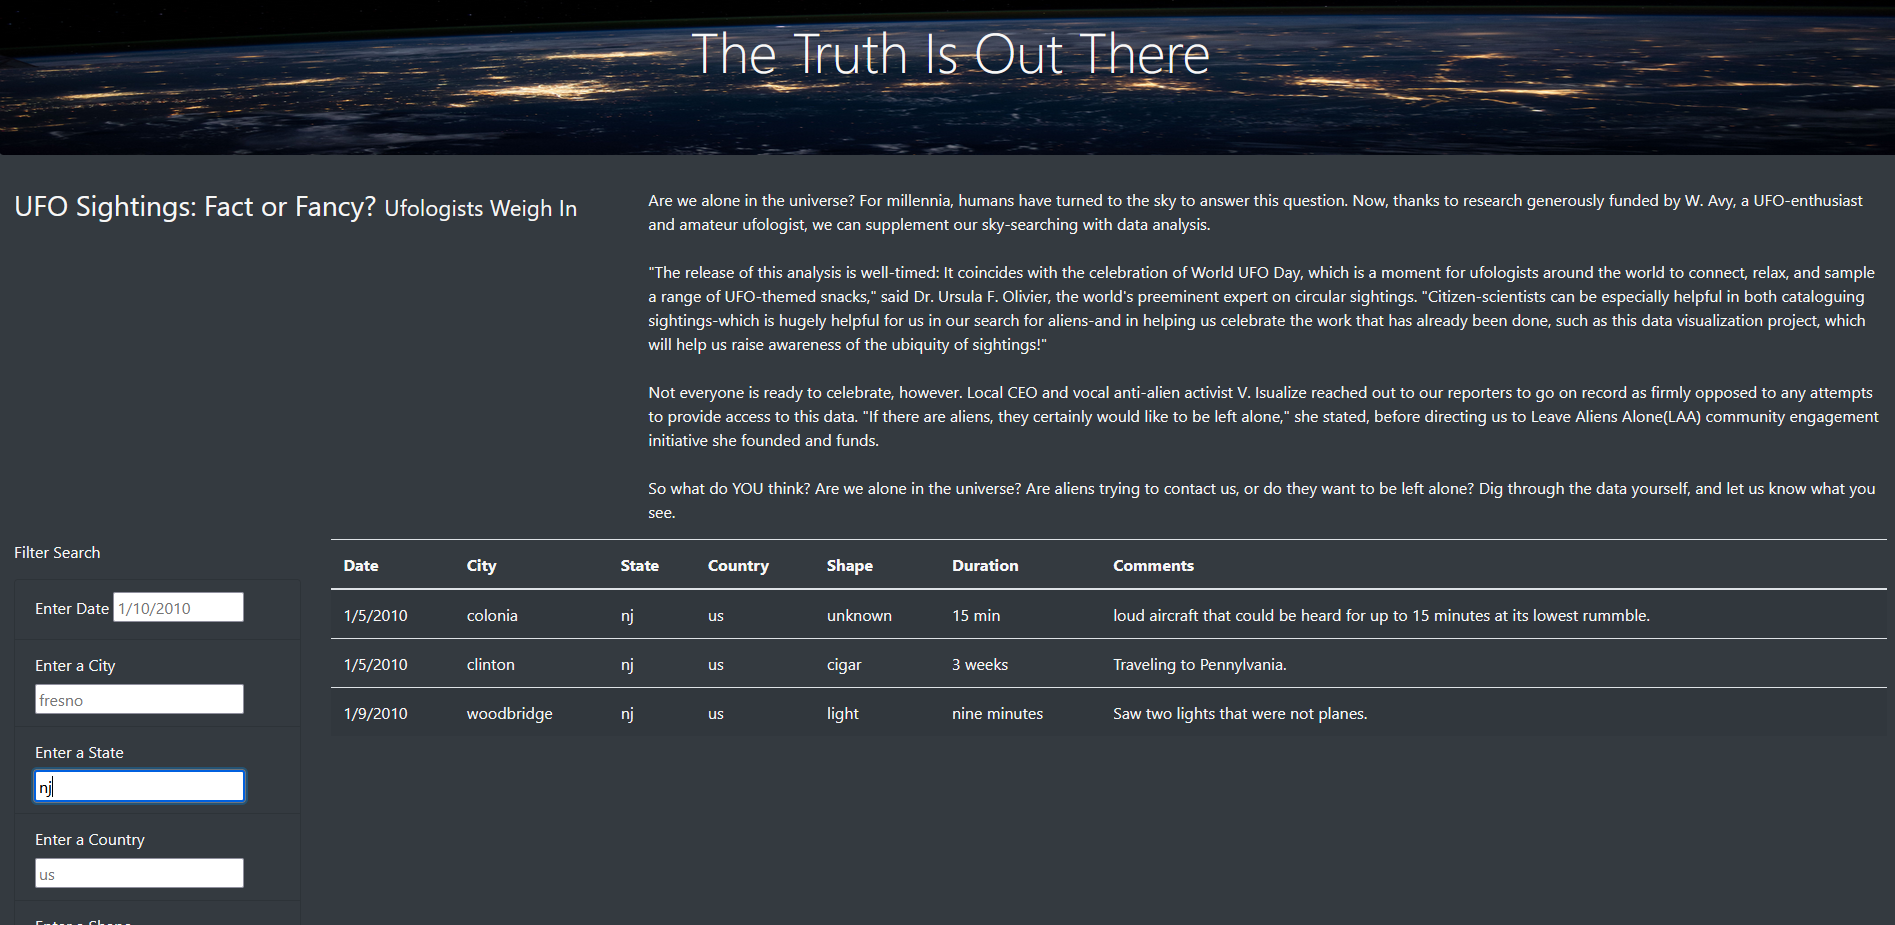 The Truth Is Out There
UFO Sightings: Fact or Fancy? Ufologists Weigh In
Are we alone in the universe? For millennia, humans have turned to the sky to answer this question. Now, thanks to research generously funded by W. Avy, a UFO-enthusiast
and amateur ufologist, we can supplement our sky-searching with data analysis.
"The release of this analysis is well-timed: It coincides with the celebration of World UFO Day, which is a moment for ufologists around the world to connect, relax, and sample
a range of UFO-themed snacks," said Dr. Ursula F. Olivier, the world's preeminent expert on circular sightings. "Citizen-scientists can be especially helpful in both cataloguing
sightings-which is hugely helpful for us in our search for aliens-and in helping us celebrate the work that has already been done, such as this data visualization project, which
will help us raise awareness of the ubiquity of sightings!"
Not everyone is ready to celebrate, however. Local CEO and vocal anti-alien activist V. Isualize reached out to our reporters to go on record as firmly opposed to any attempts
to provide access to this data. "If there are aliens, they certainly would like to be left alone," she stated, before directing us to Leave Aliens Alone(LAA) community engagement
initiative she founded and funds.
So what do YOU think? Are we alone in the universe? Are aliens trying to contact us, or do they want to be left alone? Dig through the data yourself, and let us know what you
see.
Filter Search
Enter Date 1/10/2010
Enter a City
fresno
Enter a State
nj
Enter a Country
us
Enter a Shape
Date City State Country Shape Duration Comments
1/5/2010 colonia nj us unknown 15 min loud aircraft that could be heard for up to 15 minutes at its lowest rummble.
1/5/2010 clinton nj us cigar 3 weeks Traveling to Pennylvania.
1/9/2010 woodbridge nj us light nine minutes Saw two lights that were not planes.